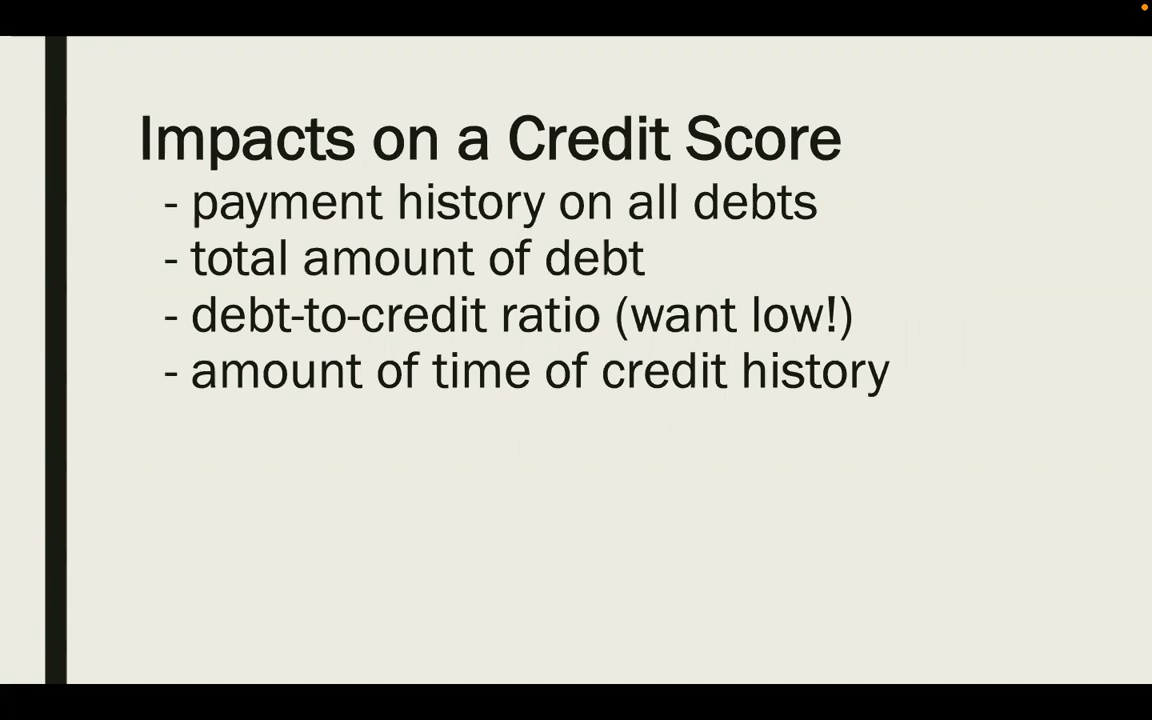 Impacts on a Credit Score
- payment history on all debts
- total amount of debt
- debt-to-credit ratio (want low!)
- amount of time of credit history